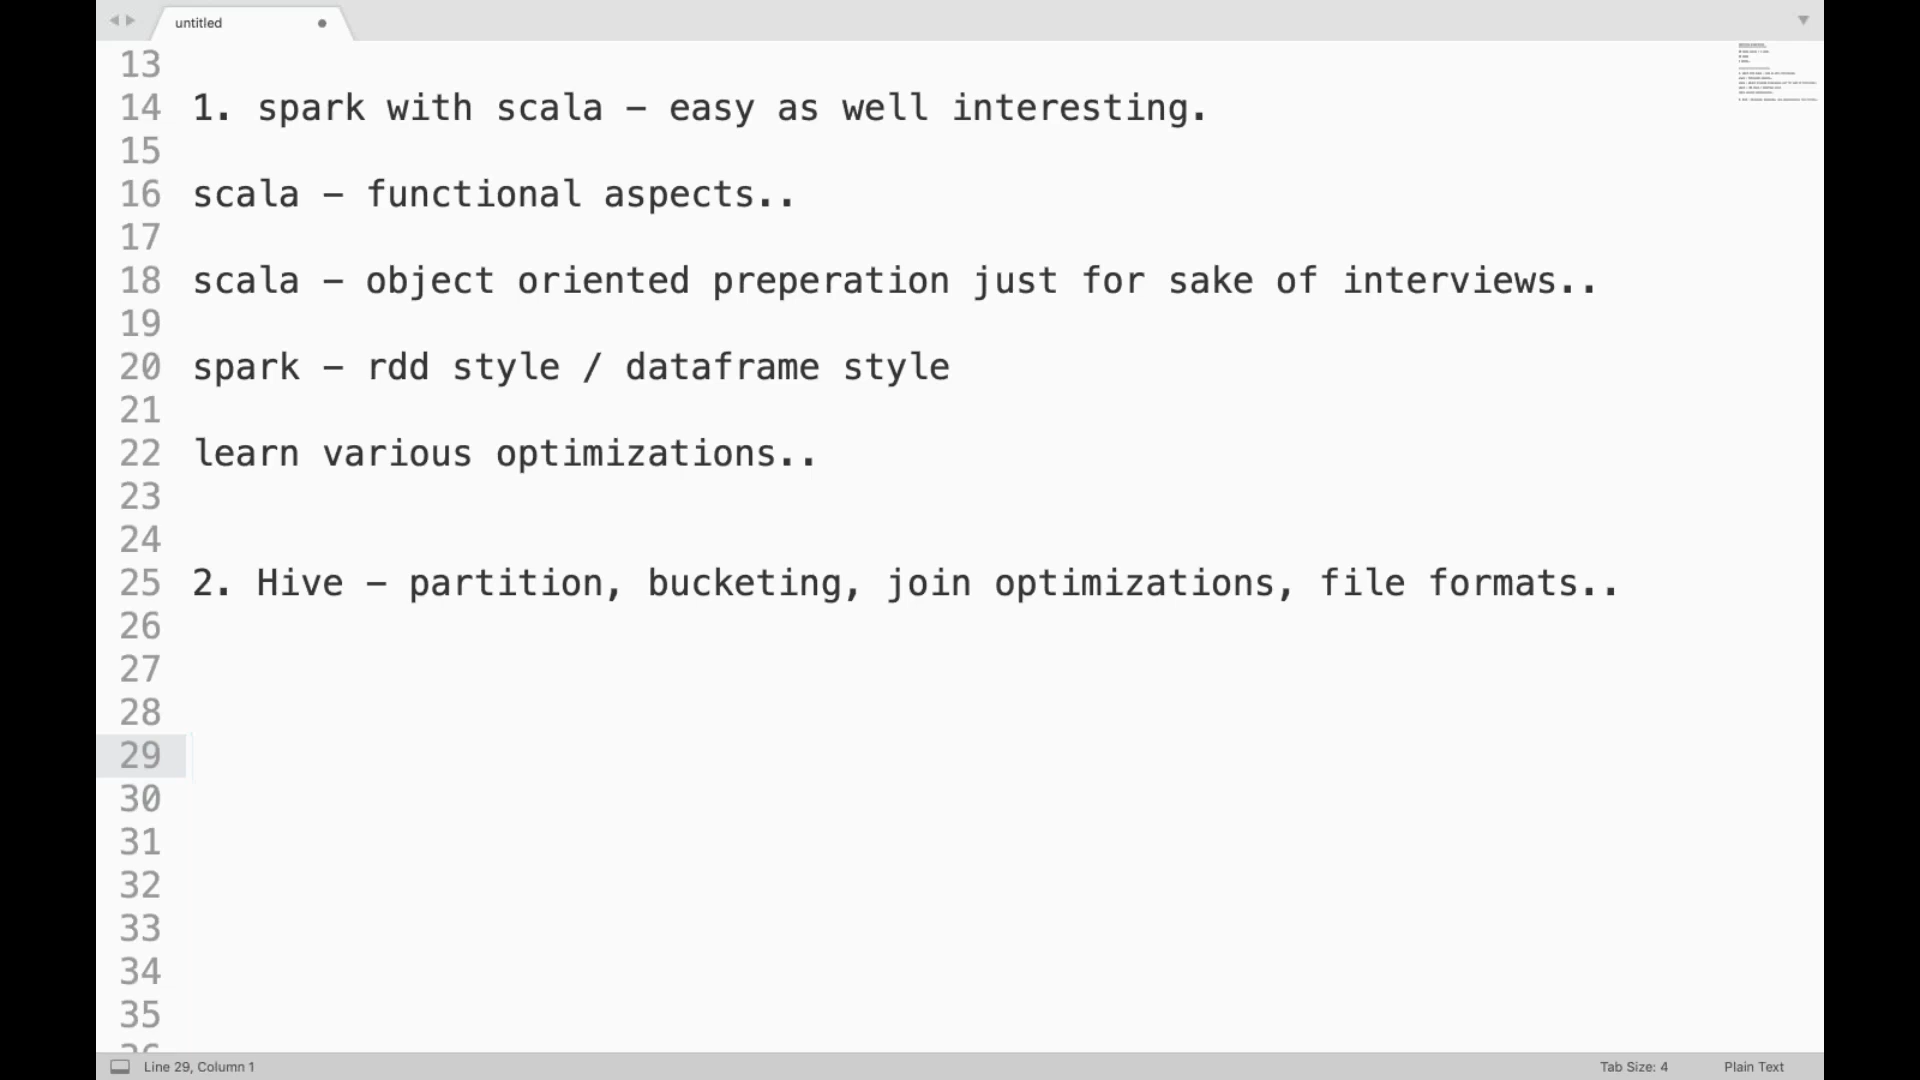 untitled
13
14 1. spark with scala - easy as well interesting.
15
16 scala - functional aspects..
17
18 scala - object oriented preperation just for sake of interviews..
19
20 spark - rdd style / dataframe style
21
22 learn various optimizations..
23
24
25 2. Hive - partition, bucketing, join optimizations, file formats..
26
27
28
29
30
31
32
33
34
35
Line 29, Column 1 Tab Size: 4 Plain Text